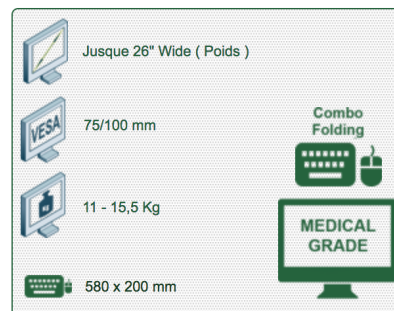 Jusque 26" Wide ( Poids )
VESA
75/100 mm
KG
11 - 15,5 Kg
580 x 200 mm
Combo
Folding
MEDICAL
GRADE